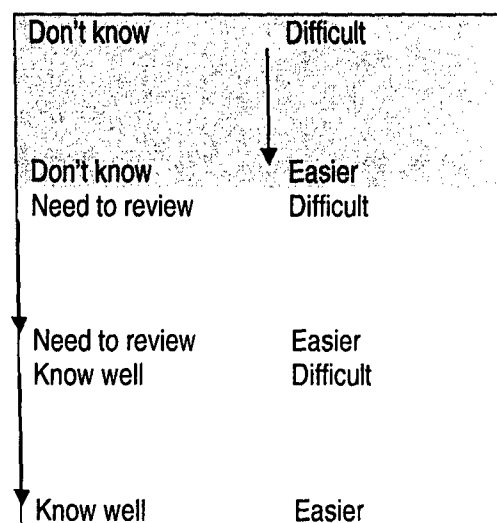 Don't know Difficult
Don't know Easier
Need to review Difficult
Need to review Easier
Know well Difficult
Know well Easier